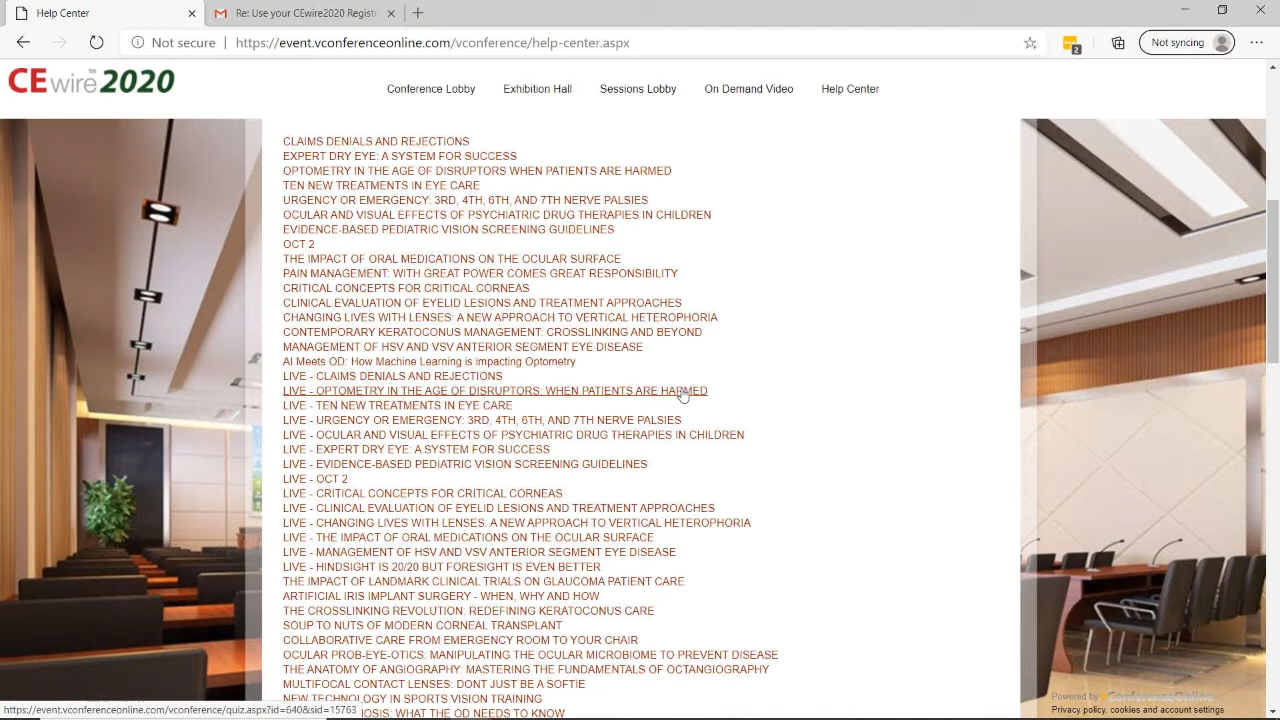 Help Center
Re: Use your CEwire2020 Registr
Not secure
https://event.vconferenceonline.com/vconference/help-center.aspx
2
Not syncing
CEwire2020
Conference Lobby
Exhibition Hall
Sessions Lobby
On Demand Video
Help Center
CLAIMS DENIALS AND REJECTIONS
EXPERT DRY EYE: A SYSTEM FOR SUCCESS
OPTOMETRY IN THE AGE OF DISRUPTORS WHEN PATIENTS ARE HARMED
TEN NEW TREATMENTS IN EYE CARE
URGENCY OR EMERGENCY: 3RD, 4TH, 6TH, AND 7TH NERVE PALSIES
OCULAR AND VISUAL EFFECTS OF PSYCHIATRIC DRUG THERAPIES IN CHILDREN
EVIDENCE-BASED PEDIATRIC VISION SCREENING GUIDELINES
OCT 2
THE IMPACT OF ORAL MEDICATIONS ON THE OCULAR SURFACE
PAIN MANAGEMENT: WITH GREAT POWER COMES GREAT RESPONSIBILITY
CRITICAL CONCEPTS FOR CRITICAL CORNEAS
CLINICAL EVALUATION OF EYELID LESIONS AND TREATMENT APPROACHES
CHANGING LIVES WITH LENSES: A NEW APPROACH TO VERTICAL HETEROPHORIA
CONTEMPORARY KERATOCONUS MANAGEMENT: CROSSLINKING AND BEYOND
MANAGEMENT OF HSV AND VSV ANTERIOR SEGMENT EYE DISEASE
AI Meets OD: How Machine Learning is impacting Optometry
LIVE - CLAIMS DENIALS AND REJECTIONS
LIVE - OPTOMETRY IN THE AGE OF DISRUPTORS: WHEN PATIENTS ARE HARMED
LIVE - TEN NEW TREATMENTS IN EYE CARE
LIVE - URGENCY OR EMERGENCY: 3RD, 4TH, 6TH, AND 7TH NERVE PALSIES
LIVE - OCULAR AND VISUAL EFFECTS OF PSYCHIATRIC DRUG THERAPIES IN CHILDREN
LIVE - EXPERT DRY EYE: A SYSTEM FOR SUCCESS
LIVE - EVIDENCE-BASED PEDIATRIC VISION SCREENING GUIDELINES
LIVE - OCT 2
LIVE - CRITICAL CONCEPTS FOR CRITICAL CORNEAS
LIVE - CLINICAL EVALUATION OF EYELID LESIONS AND TREATMENT APPROACHES
LIVE - CHANGING LIVES WITH LENSES: A NEW APPROACH TO VERTICAL HETEROPHORIA
LIVE - THE IMPACT OF ORAL MEDICATIONS ON THE OCULAR SURFACE
LIVE - MANAGEMENT OF HSV AND VSV ANTERIOR SEGMENT EYE DISEASE
LIVE - HINDSIGHT IS 20/20 BUT FORESIGHT IS EVEN BETTER
THE IMPACT OF LANDMARK CLINICAL TRIALS ON GLAUCOMA PATIENT CARE
ARTIFICIAL IRIS IMPLANT SURGERY - WHEN, WHY AND HOW
THE CROSSLINKING REVOLUTION: REDEFINING KERATOCONUS CARE
SOUP TO NUTS OF MODERN CORNEAL TRANSPLANT
COLLABORATIVE CARE FROM EMERGENCY ROOM TO YOUR CHAIR
OCULAR PROB-EYE-OTICS: MANIPULATING THE OCULAR MICROBIOME TO PREVENT DISEASE
THE ANATOMY OF ANGIOGRAPHY: MASTERING THE FUNDAMENTALS OF OCTANGIOGRAPHY
MULTIFOCAL CONTACT LENSES: DONT JUST BE A SOFTIE
NEW TECHNOLOGY IN SPORTS VISION TRAINING
OSIS: WHAT THE OD NEEDS TO KNOW
Powered by ConferenceOnline
Privacy policy, cookies and account settings
https://event.vconferenceonline.com/vconference/quiz.aspx?id=640&sid=15763